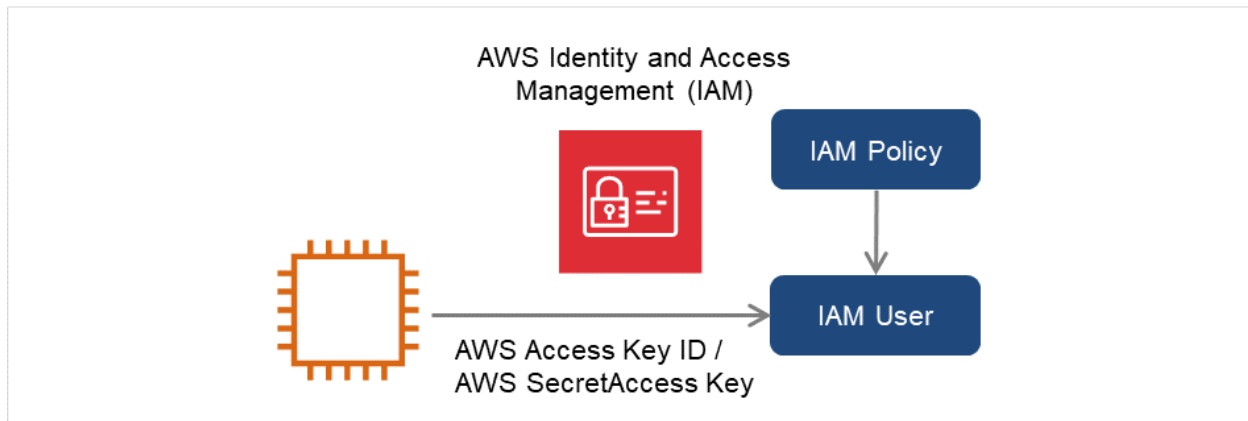 AWS Identity and Access
Management (IAM)
IAM Policy
IAM User
AWS Access Key ID /
AWS SecretAccess Key